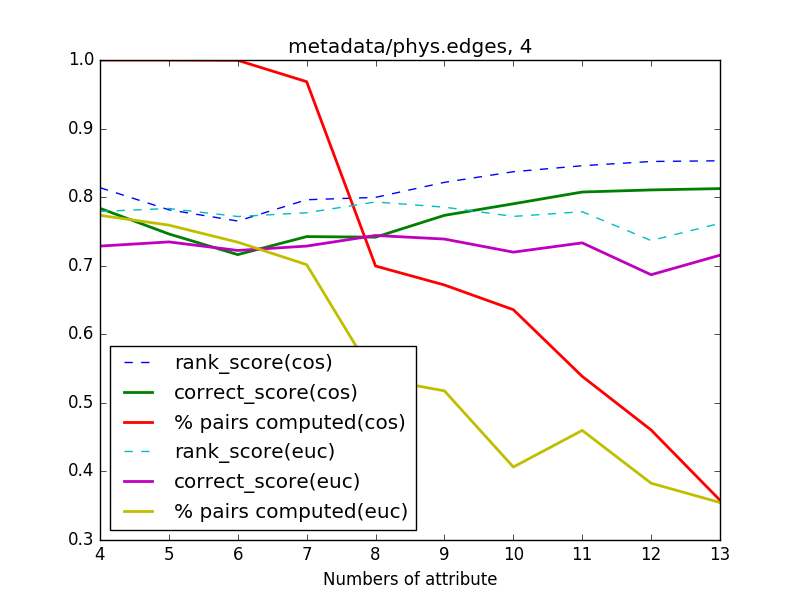 metadata/phys.edges, 4
1.0
0.9
0.8
0.7
0.6
0.5
0.4
0.3
rank_score(cos)
correct_score(cos)
% pairs computed(cos)
rank_score(euc)
correct_score(euc)
% pairs computed(euc)
4 5 6 7 8 9 10 11 12 13
Numbers of attribute